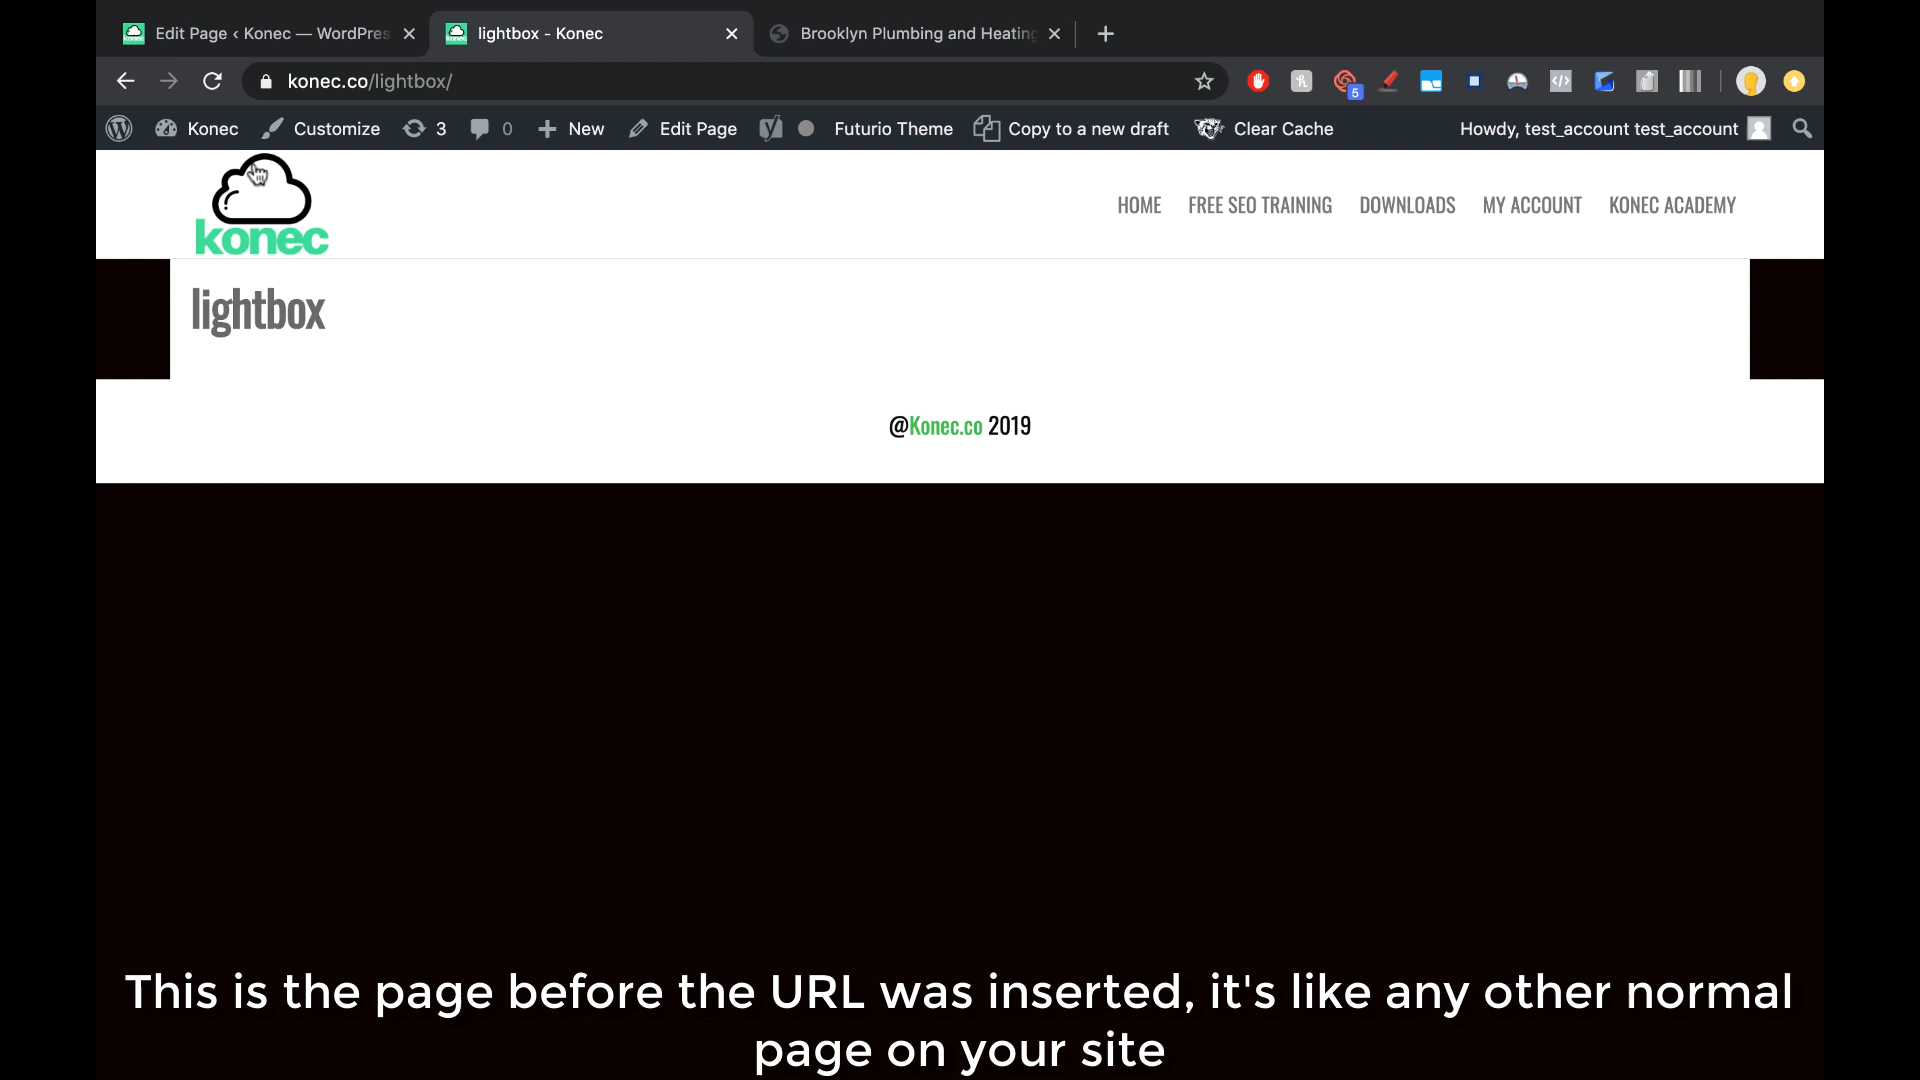 Edit Page ‹ Konec — WordPres
lightbox - Konec
Brooklyn Plumbing and Heating
konec.co/lightbox/
5
Konec
Customize
3
0
New
Edit Page
Futurio Theme
Copy to a new draft
Clear Cache
Howdy, test_account test_account
konec
HOME
FREE SEO TRAINING
DOWNLOADS
MY ACCOUNT
KONEC ACADEMY
lightbox
@Konec.co 2019
This is the page before the URL was inserted, it's like any other normal
page on your site